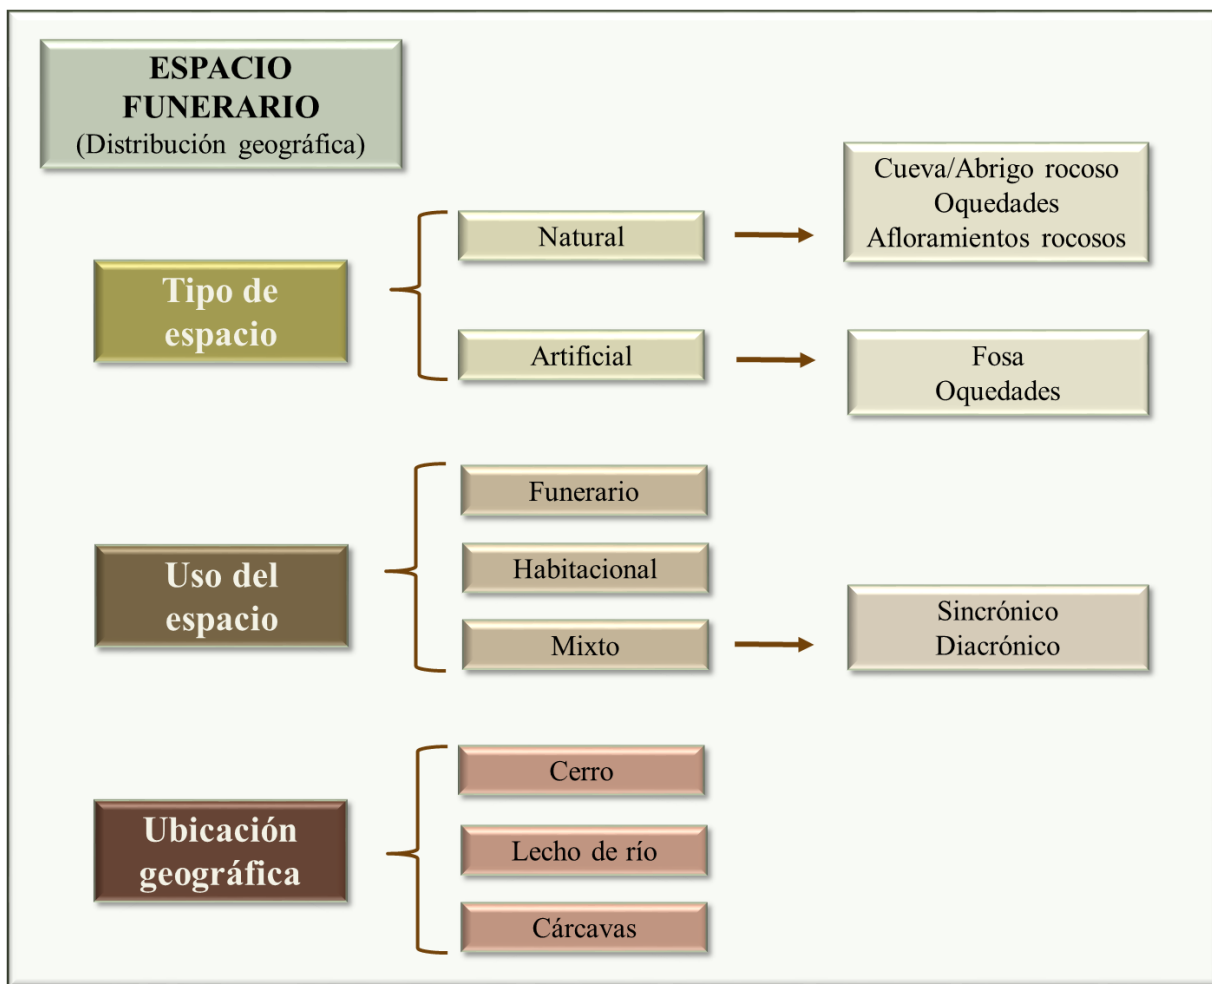 ESPACIO
FUNERARIO
(Distribución geográfica)
Tipo de
espacio
Natural
Cueva/Abrigo rocoso
Oquedades
Afloramientos rocosos
Artificial
Fosa
Oquedades
Uso del
espacio
Funerario
Habitacional
Mixto
Sincrónico
Diacrónico
Ubicación
geográfica
Cerro
Lecho de río
Cárcavas